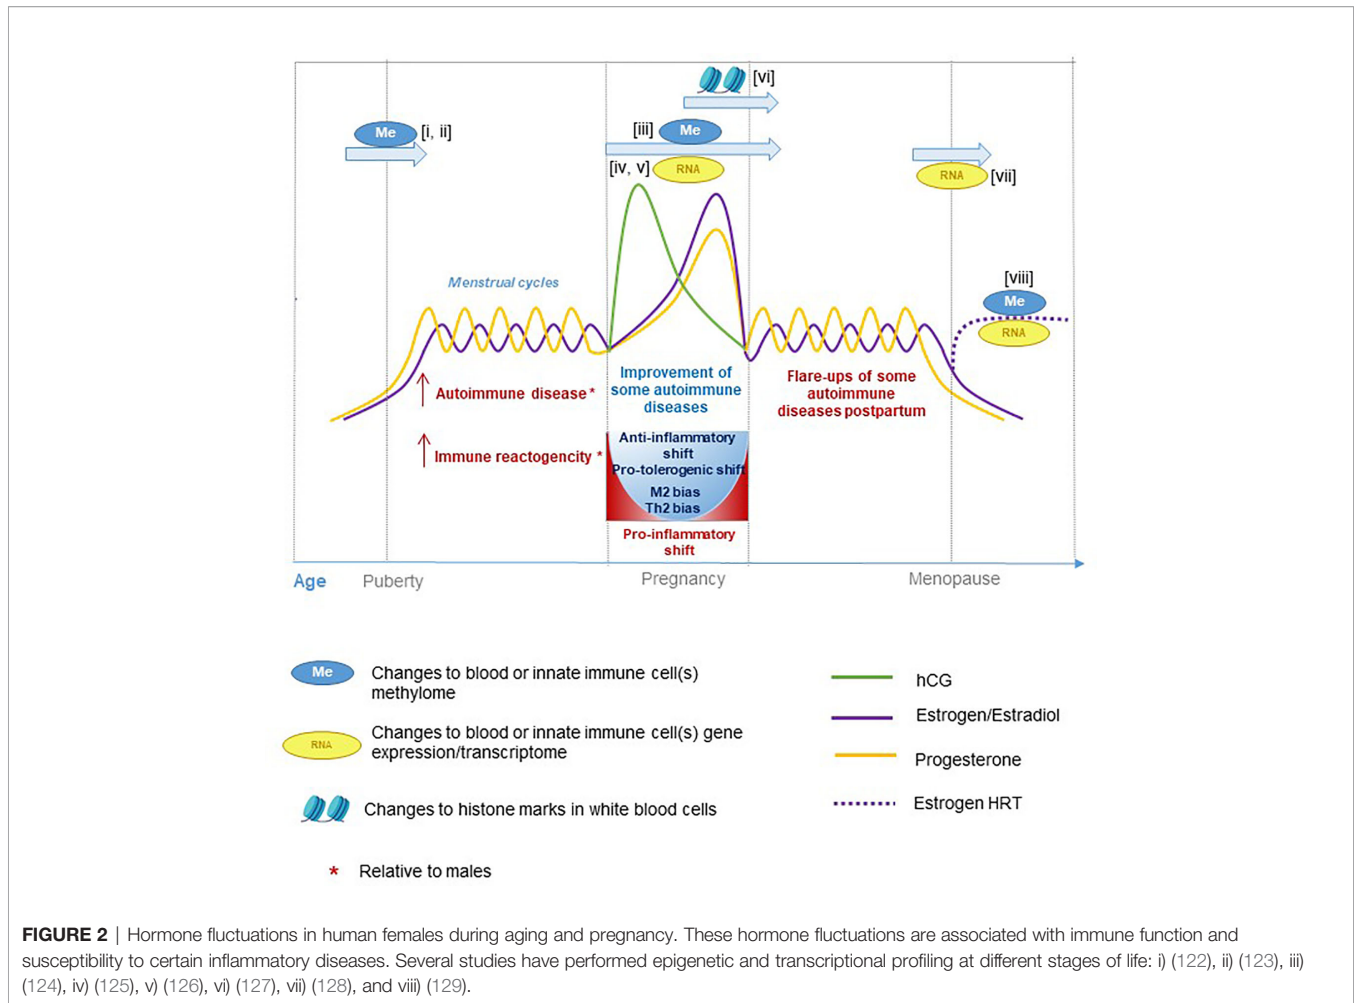 [vi]
Me
[i, ii]
[iii]
Me
[iv, v]
RNA
RNA
[vii]
Menstrual cycles
[viii]
Me
RNA
Autoimmune disease *
Improvement of
some autoimmune
diseases
Flare-ups of some
autoimmune
diseases postpartum
Immune reactogencity *
Anti-inflammatory
shift
Pro-tolerogenic shift
M2 bias
Th2 bias
Pro-inflammatory
shift
Age
Puberty
Pregnancy
Menopause
Me
Changes to blood or innate immune cell(s)
methylome
RNA
Changes to blood or innate immune cell(s) gene
expression/transcriptome
Changes to histone marks in white blood cells
* Relative to males
hCG
Estrogen/Estradiol
Progesterone
Estrogen HRT
FIGURE 2 | Hormone fluctuations in human females during aging and pregnancy. These hormone fluctuations are associated with immune function and
susceptibility to certain inflammatory diseases. Several studies have performed epigenetic and transcriptional profiling at different stages of life: i) (122), ii) (123), iii)
(124), iv) (125), v) (126), vi) (127), vii) (128), and viii) (129).